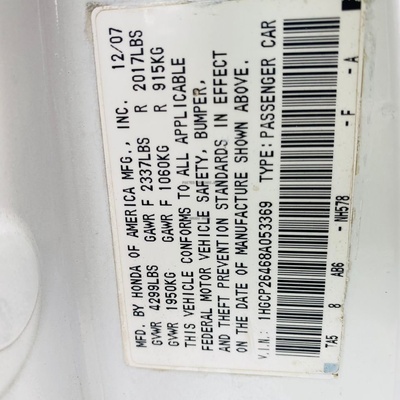 MFD. BY HONDA OF AMERICA MFG., INC. 12/07
GVWR 4299LBS GAWR F 2337LBS R 2017LBS
GVWR 1950KG GAWR F 1060KG R 915KG
THIS VEHICLE CONFORMS TO ALL APPLICABLE
FEDERAL MOTOR VEHICLE SAFETY, BUMPER,
AND THEFT PREVENTION STANDARDS IN EFFECT
ON THE DATE OF MANUFACTURE SHOWN ABOVE.
V.I.N.: 1HGCP26468A053369 TYPE: PASSENGER CAR
TA5 8 AB6 - NH578 - F - A